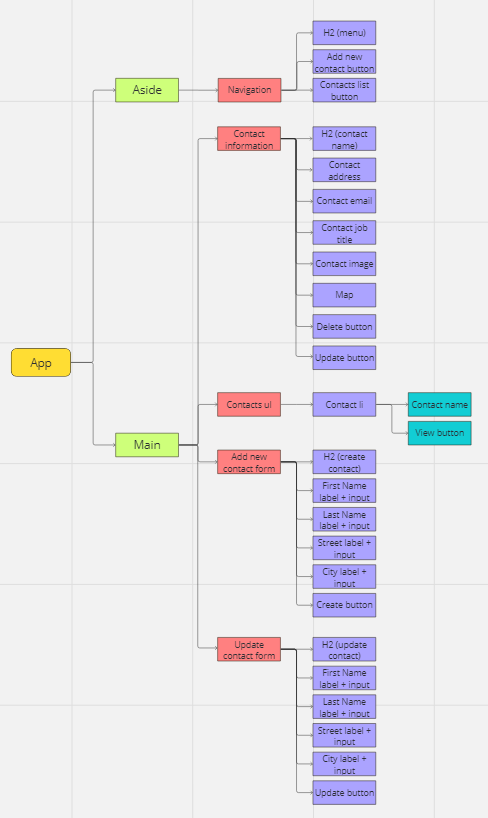 H2 (menu)
Add new
contact button
Aside
Navigation
Contacts list
button
Contact
information
H2 (contact
name)
Contact
address
Contact email
Contact job
title
Contact image
Map
Delete button
Update button
App
Contacts ul
Contact li
Contact name
View button
Main
Add new
contact form
H2 (create
contact)
First Name
label + input
Last Name
label + input
Street label +
input
City label +
input
Create button
Update
contact form
H2 (update
contact)
First Name
label + input
Last Name
label + input
Street label +
input
City label +
input
Update button